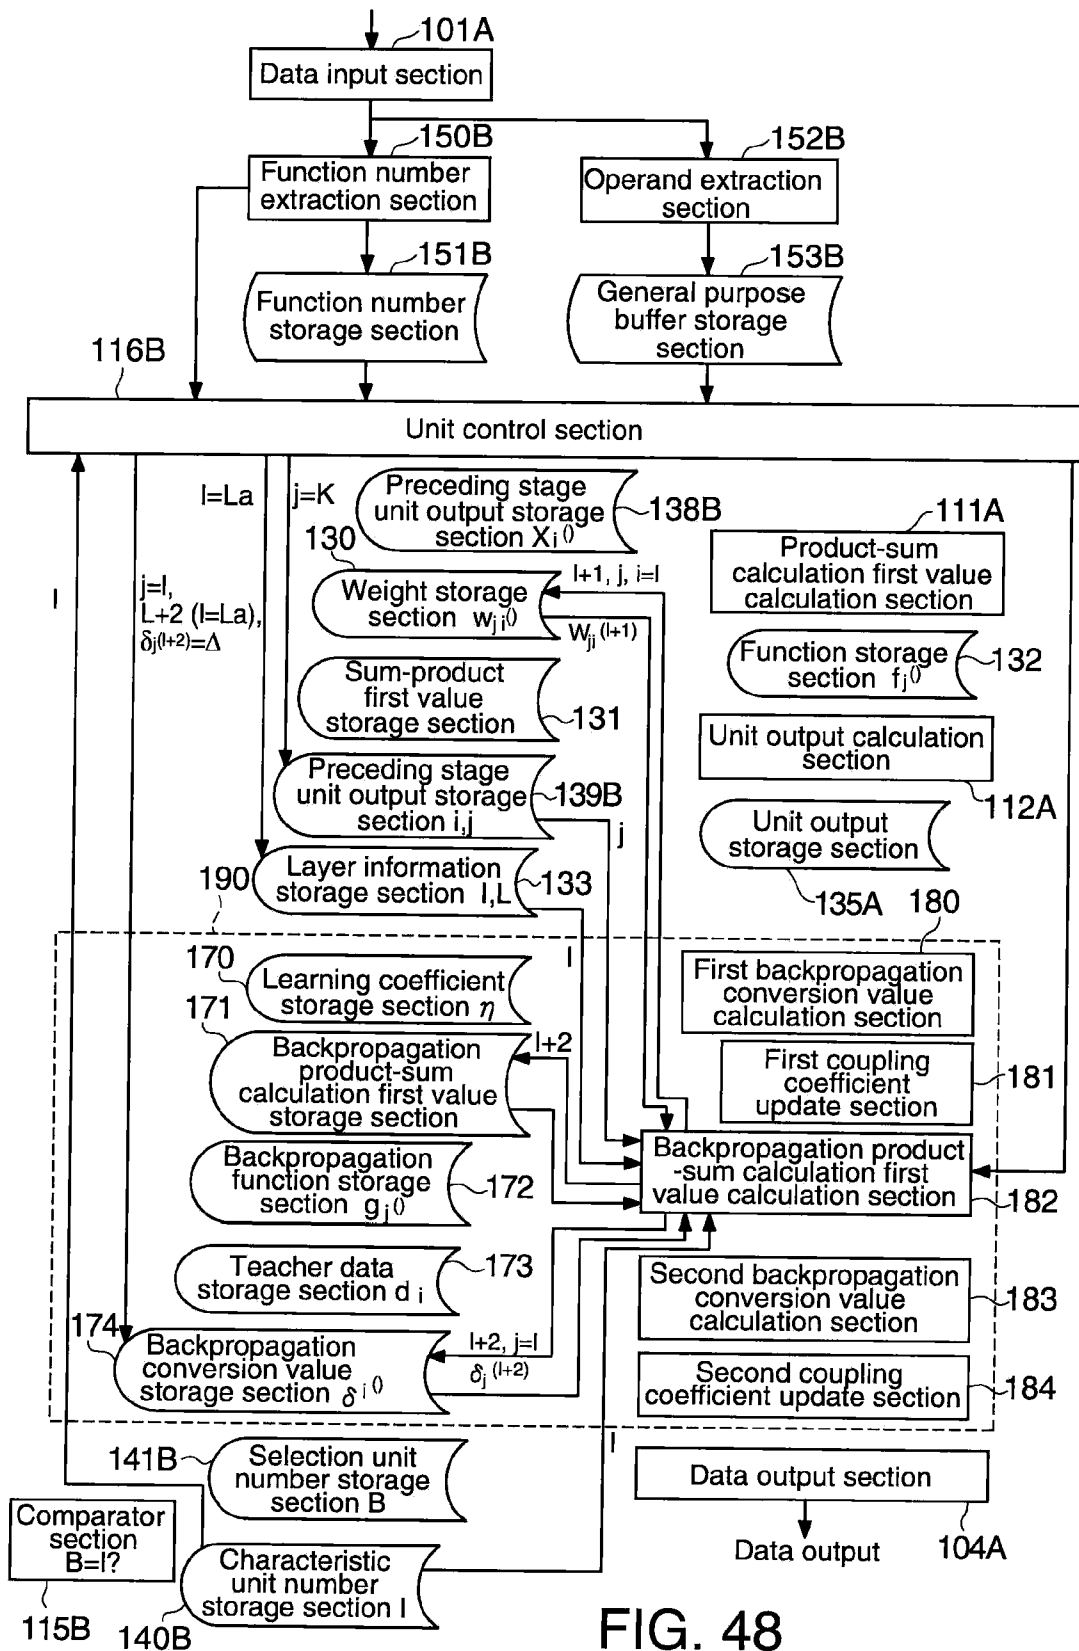 101A
Data input section
150B
Function number
extraction section
152B
Operand extraction
section
151B
Function number
storage section
153B
General purpose
buffer storage
section
116B
Unit control section
l=La
j=K
Preceding stage
unit output storage
section Xi()
138B
111A
Product-sum
calculation first value
calculation section
I
j=I,
L+2 (l=La),
δj(l+2)=Δ
130
Weight storage
section wji()
l+1, j, i=I
Wji(l+1)
Function storage
section fj()
132
Sum-product
first value
storage section
131
Unit output calculation
section
112A
Preceding stage
unit output storage
section i,j
139B
j
Unit output
storage section
135A
190
Layer information
storage section l,L
133
l
180
170
Learning coefficient
storage section η
First backpropagation
conversion value
calculation section
171
Backpropagation
product-sum
calculation first value
storage section
l+2
First coupling
coefficient
update section
181
Backpropagation product
-sum calculation first
value calculation section
182
Backpropagation
function storage
section gj()
172
Teacher data
storage section di
173
Second backpropagation
conversion value
calculation section
183
174
Backpropagation
conversion value
storage section δi()
l+2, j=I
δj(l+2)
Second coupling
coefficient update section
184
I
141B
Selection unit
number storage
section B
Data output section
104A
Data output
Comparator
section
B=I?
115B
Characteristic
unit number
storage section I
140B
FIG. 48